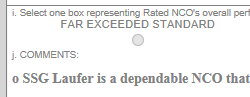 i. Select one box representing Rated NCO's overall perf
FAR EXCEEDED STANDARD
j. COMMENTS:
o SSG Laufer is a dependable NCO that